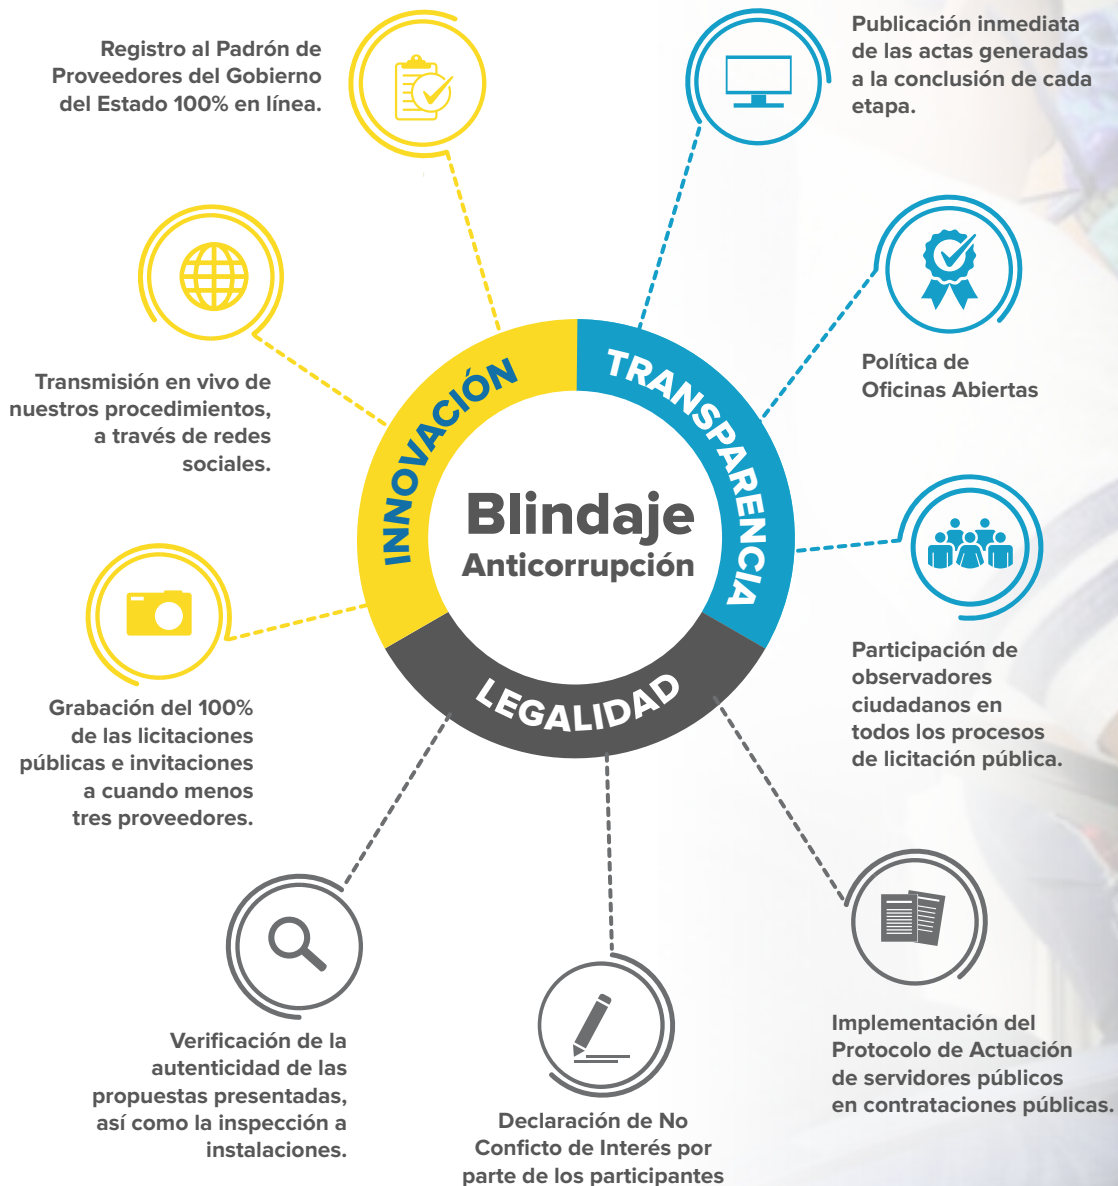 Registro al Padrón de
Proveedores del Gobierno
del Estado 100% en línea.
Publicación inmediata
de las actas generadas
a la conclusión de cada
etapa.
Transmisión en vivo de
nuestros procedimientos,
a través de redes
sociales.
Política de
Oficinas Abiertas
INNOVACIÓN
TRANSPARENCIA
Blindaje
Anticorrupción
LEGALIDAD
Grabación del 100%
de las licitaciones
públicas e invitaciones
a cuando menos
tres proveedores.
Participación de
observadores
ciudadanos en
todos los procesos
de licitación pública.
Verificación de la
autenticidad de las
propuestas presentadas,
así como la inspección a
instalaciones.
Declaración de No
Conficto de Interés por
parte de los participantes
Implementación del
Protocolo de Actuación
de servidores públicos
en contrataciones públicas.